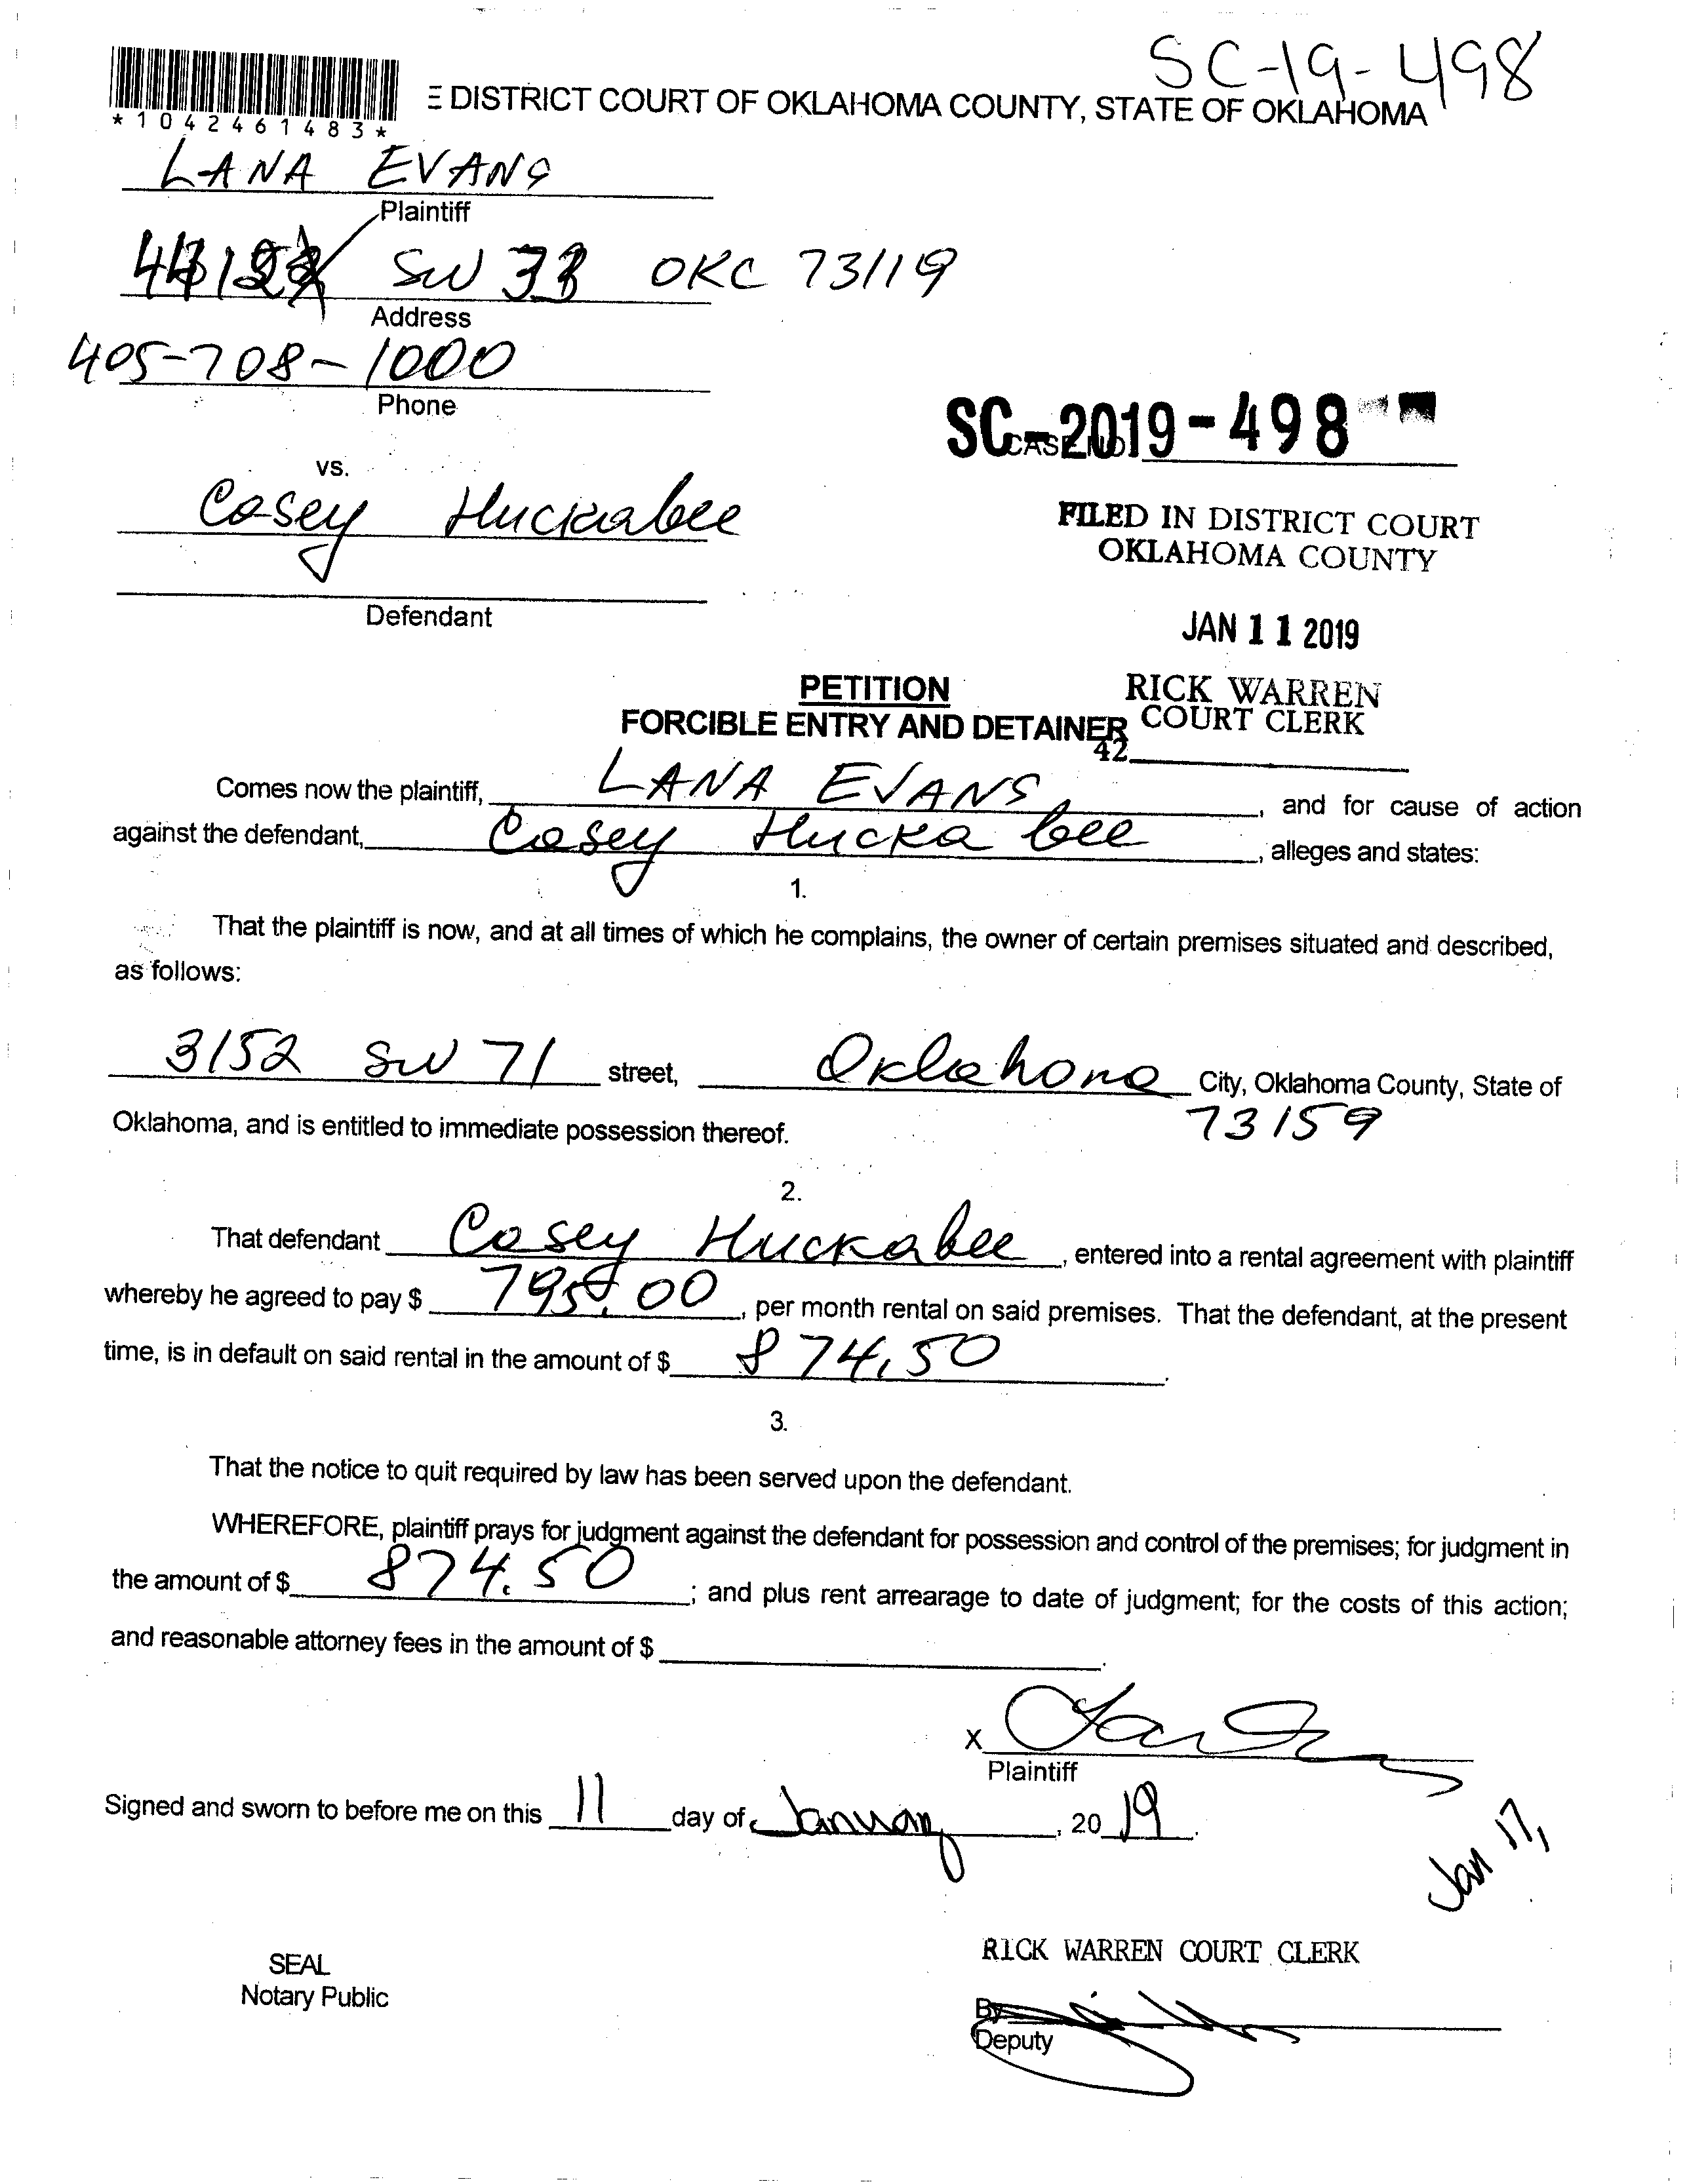 SC-19-498
*1042461483*
E DISTRICT COURT OF OKLAHOMA COUNTY, STATE OF OKLAHOMA
LANA EVANS
Plaintiff
SW 33 OKC 73119
Address
405-708-1000
Phone
SC-2019-498
CASE NO.
vs.
Casey Huckabee
FILED IN DISTRICT COURT
OKLAHOMA COUNTY
Defendant
JAN 11 2019
PETITION
RICK WARREN
FORCIBLE ENTRY AND DETAINER
COURT CLERK
42
Comes now the plaintiff, LANA EVANS, and for cause of action
against the defendant, Casey Huckabee, alleges and states:
1.
That the plaintiff is now, and at all times of which he complains, the owner of certain premises situated and described,
as follows:
3152 SW 71 street, Oklahoma City, Oklahoma County, State of
Oklahoma, and is entitled to immediate possession thereof. 73159
2.
That defendant Casey Huckabee, entered into a rental agreement with plaintiff
whereby he agreed to pay $ 795.00, per month rental on said premises. That the defendant, at the present
time, is in default on said rental in the amount of $ 874.50.
3.
That the notice to quit required by law has been served upon the defendant.
WHEREFORE, plaintiff prays for judgment against the defendant for possession and control of the premises; for judgment in
the amount of $ 874.50; and plus rent arrearage to date of judgment; for the costs of this action;
and reasonable attorney fees in the amount of $ .
X
Plaintiff
Signed and sworn to before me on this 11 day of January, 2019.
Jan 17,
RICK WARREN COURT CLERK
SEAL
Notary Public
By
Deputy